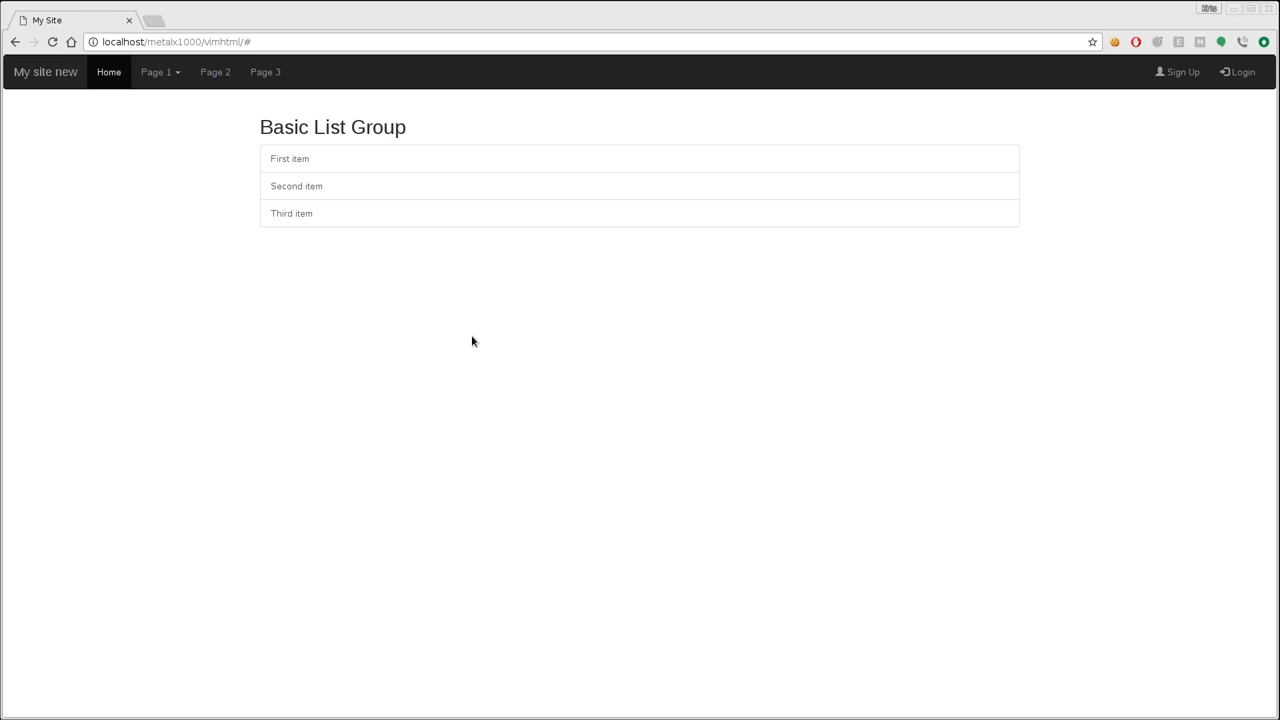 Kris
My Site
localhost/metalx1000/vimhtml/#
My site new Home Page 1 Page 2 Page 3 Sign Up Login
Basic List Group
First item
Second item
Third item